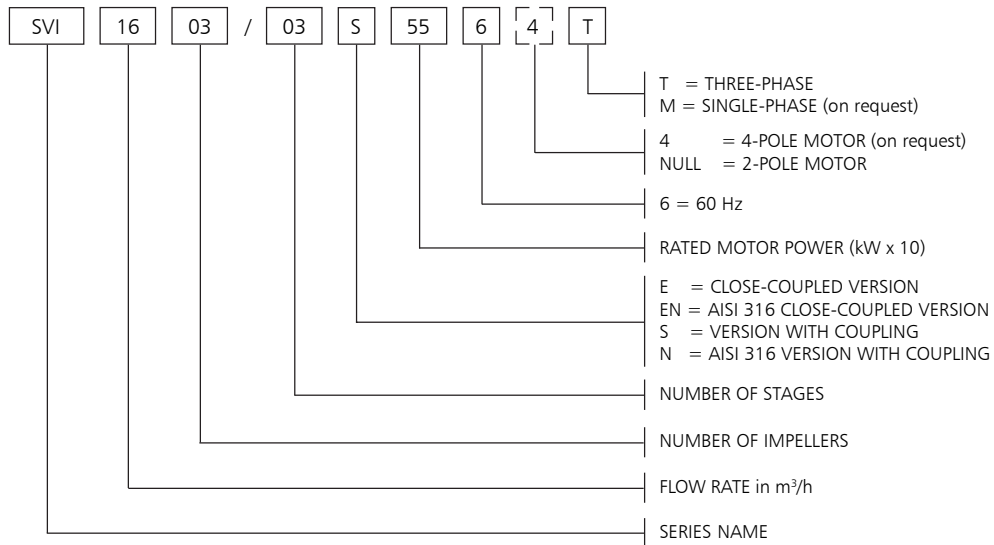 SVI 16 03 / 03 S 55 6 4 T
T = THREE-PHASE
M = SINGLE-PHASE (on request)
4 = 4-POLE MOTOR (on request)
NULL = 2-POLE MOTOR
6 = 60 Hz
RATED MOTOR POWER (kW x 10)
E = CLOSE-COUPLED VERSION
EN = AISI 316 CLOSE-COUPLED VERSION
S = VERSION WITH COUPLING
N = AISI 316 VERSION WITH COUPLING
NUMBER OF STAGES
NUMBER OF IMPELLERS
FLOW RATE in m³/h
SERIES NAME